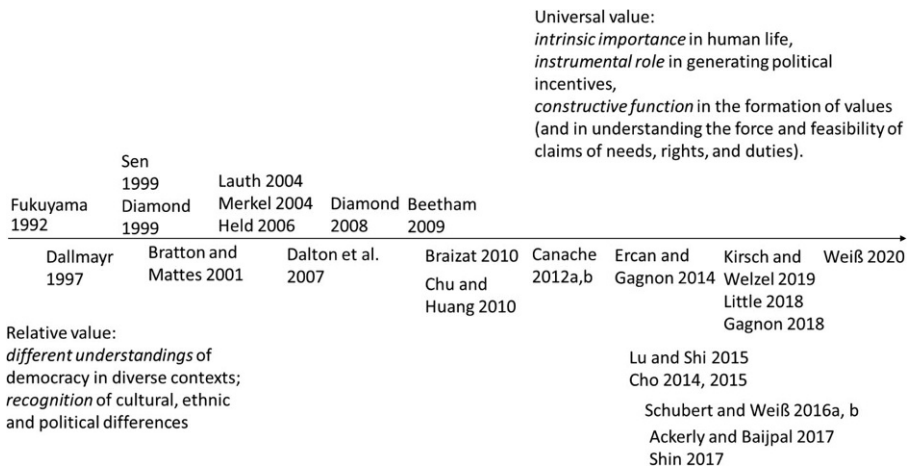 Universal value:
intrinsic importance in human life,
instrumental role in generating political
incentives,
constructive function in the formation of values
(and in understanding the force and feasibility of
claims of needs, rights, and duties).
Fukuyama
1992
Sen
1999
Diamond
1999
Lauth 2004
Merkel 2004
Held 2006
Diamond
2008
Beetham
2009
Dallmayr
1997
Bratton and
Mattes 2001
Dalton et al.
2007
Braizat 2010
Chu and
Huang 2010
Canache
2012a,b
Ercan and
Gagnon 2014
Kirsch and
Welzel 2019
Little 2018
Gagnon 2018
Weiß 2020
Relative value:
different understandings of
democracy in diverse contexts;
recognition of cultural, ethnic
and political differences
Lu and Shi 2015
Cho 2014, 2015
Schubert and Weiß 2016a, b
Ackerly and Baijpal 2017
Shin 2017